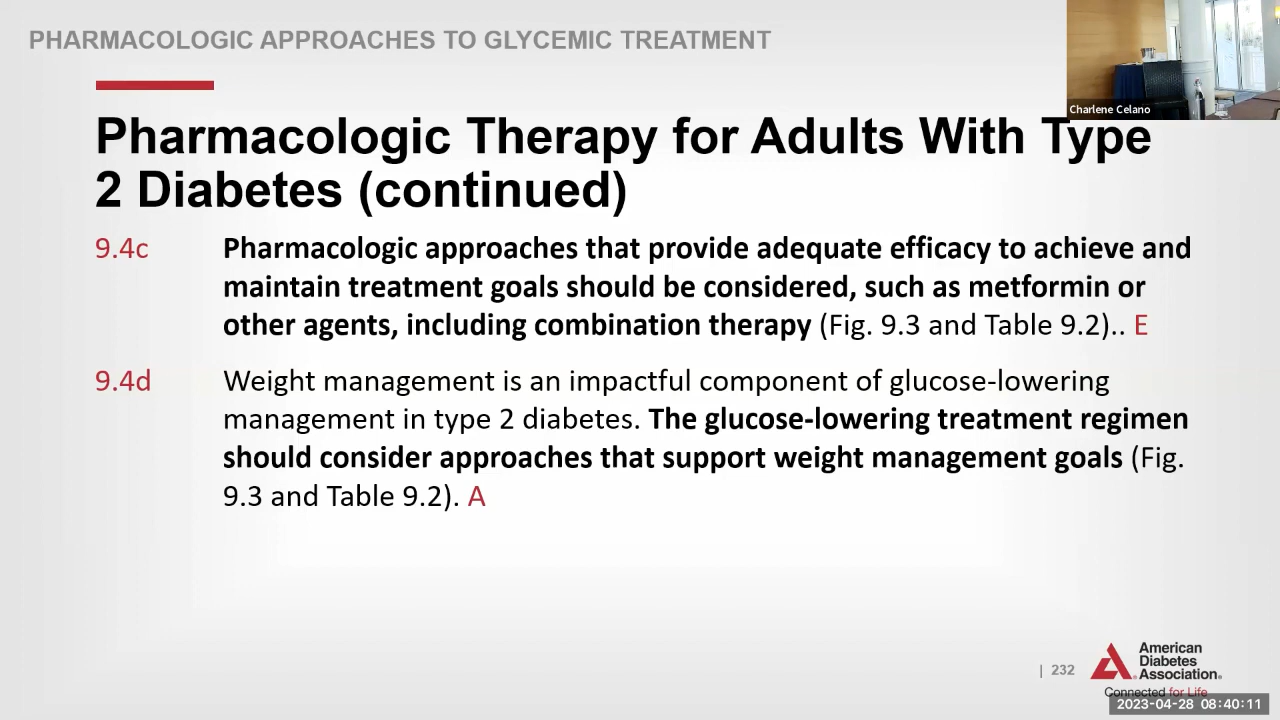 PHARMACOLOGIC APPROACHES TO GLYCEMIC TREATMENT
Charlene Celano
Pharmacologic Therapy for Adults With Type
2 Diabetes (continued)
9.4c Pharmacologic approaches that provide adequate efficacy to achieve and
maintain treatment goals should be considered, such as metformin or
other agents, including combination therapy (Fig. 9.3 and Table 9.2).. E
9.4d Weight management is an impactful component of glucose-lowering
management in type 2 diabetes. The glucose-lowering treatment regimen
should consider approaches that support weight management goals (Fig.
9.3 and Table 9.2). A
| 232
American
Diabetes
Association.
Connected for Life
2023-04-28 08:40:11